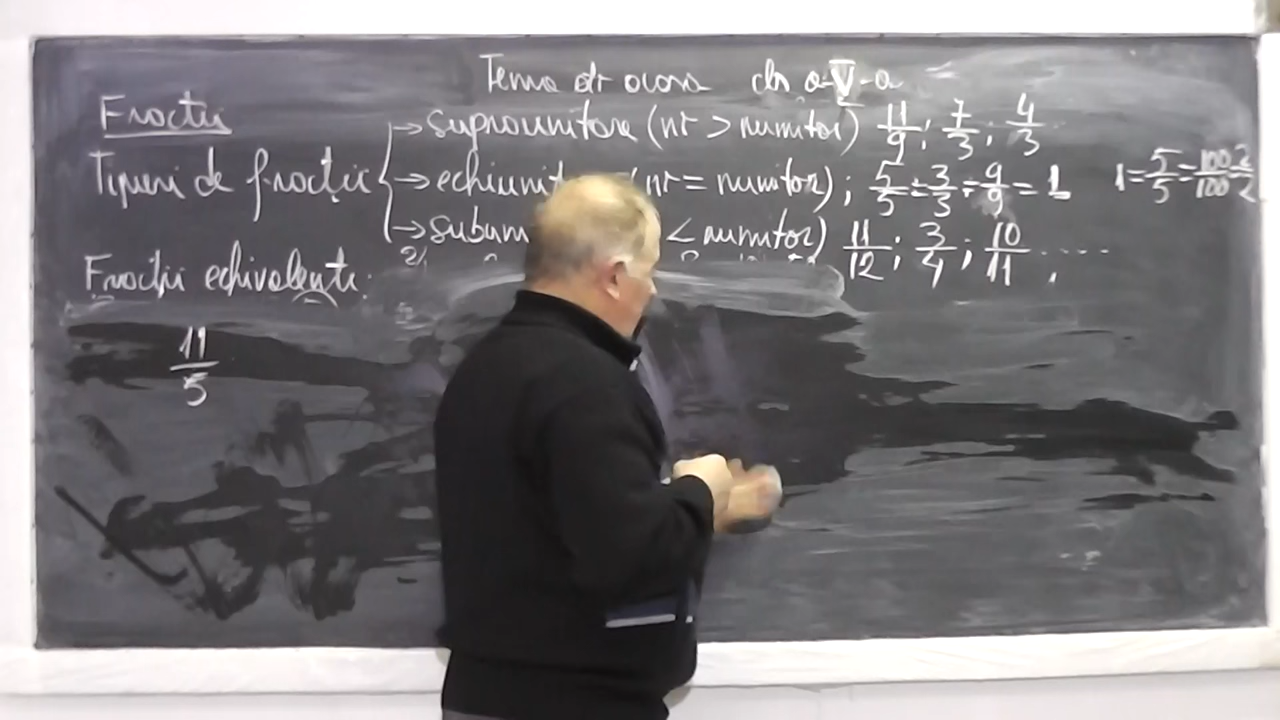 Tema de acasa cls a-V-a
Fractii
Tipuri de fractii { → supraunitare (nr > numitor) 11/9; 7/3; 4/3
→ echiunit (nr = numitor); 5/5 = 3/3 = 9/9 = 1 1 = 5/5 = 100/100 = 2/2
→ subun < numitor) 11/12; 3/4; 10/11; ....
Fracții echivalente:
11/5